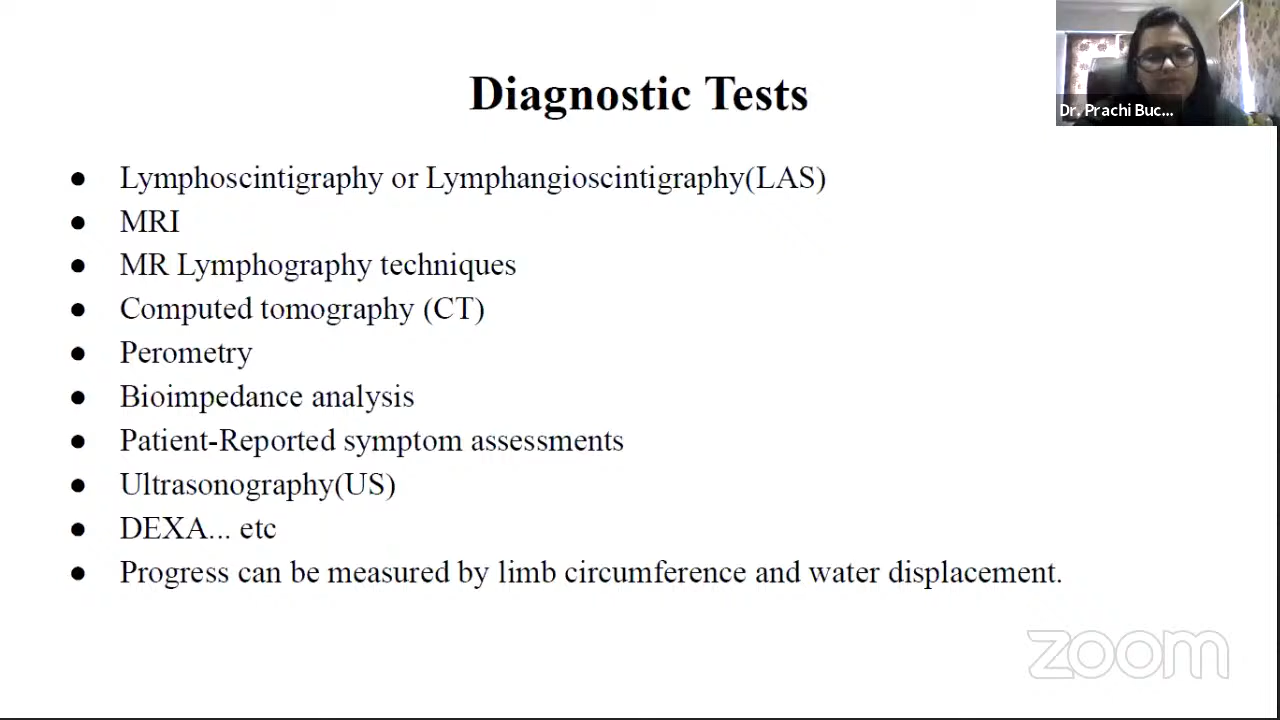 Diagnostic Tests
Dr. Prachi Buc...
● Lymphoscintigraphy or Lymphangioscintigraphy(LAS)
● MRI
● MR Lymphography techniques
● Computed tomography (CT)
● Perometry
● Bioimpedance analysis
● Patient-Reported symptom assessments
● Ultrasonography(US)
● DEXA... etc
● Progress can be measured by limb circumference and water displacement.
zoom